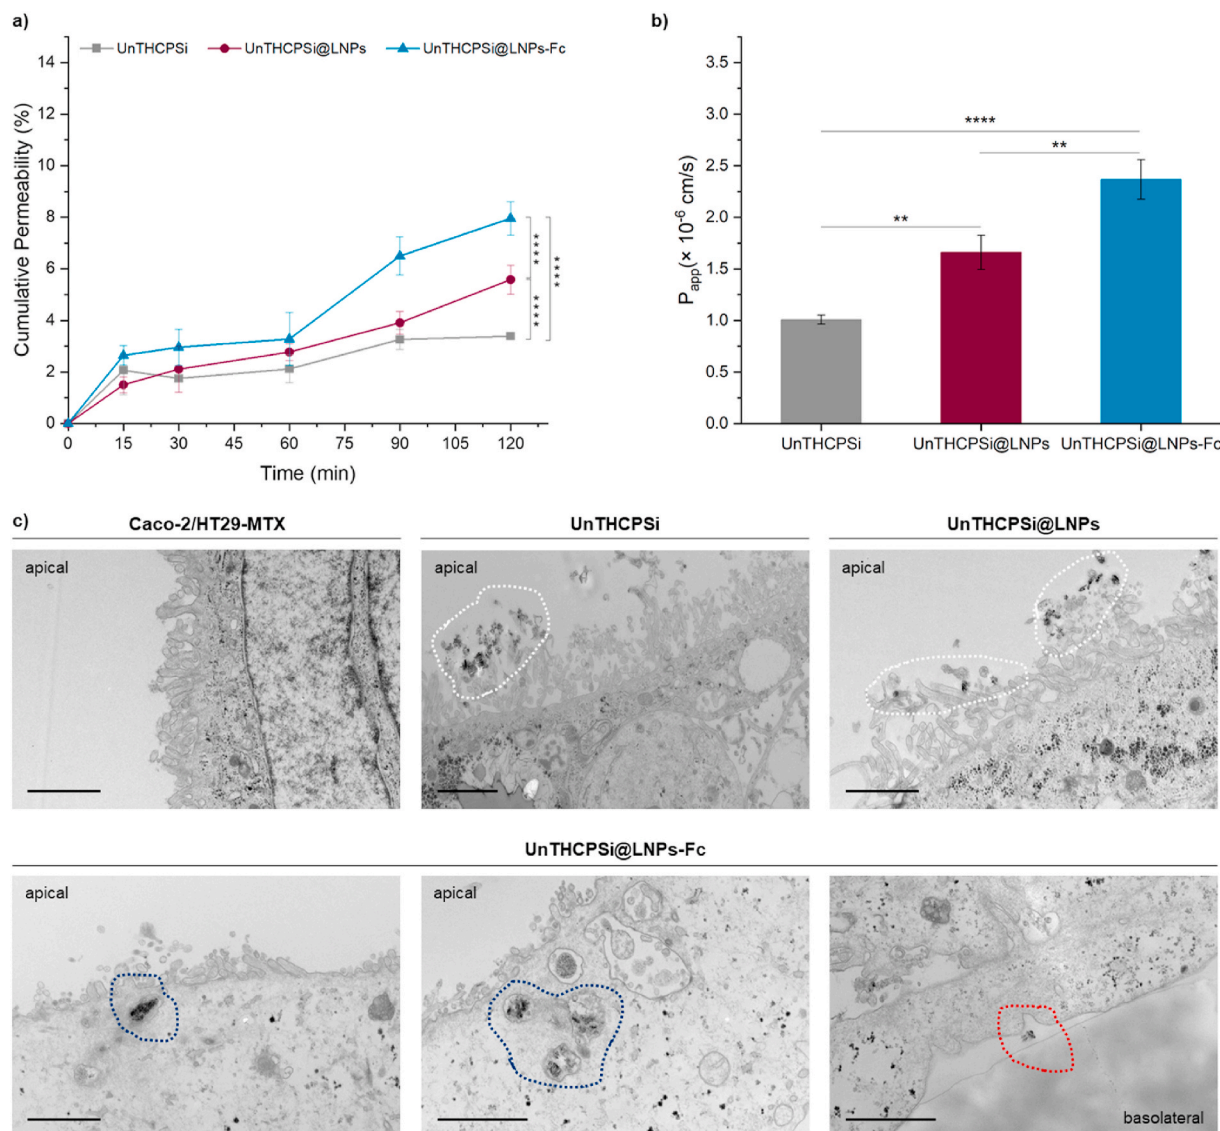 a)
UnTHCPSi
UnTHCPSi@LNPs
UnTHCPSi@LNPs-Fc
Cumulative Permeability (%)
14
12
10
8
6
4
2
0
0 15 30 45 60 75 90 105 120
Time (min)
****
****
****
b)
P_app(× 10⁻⁶ cm/s)
3.5
3.0
2.5
2.0
1.5
1.0
0.5
0.0
****
**
**
UnTHCPSi UnTHCPSi@LNPs UnTHCPSi@LNPs-Fc
c)
Caco-2/HT29-MTX
UnTHCPSi
UnTHCPSi@LNPs
apical
apical
apical
UnTHCPSi@LNPs-Fc
apical
apical
basolateral